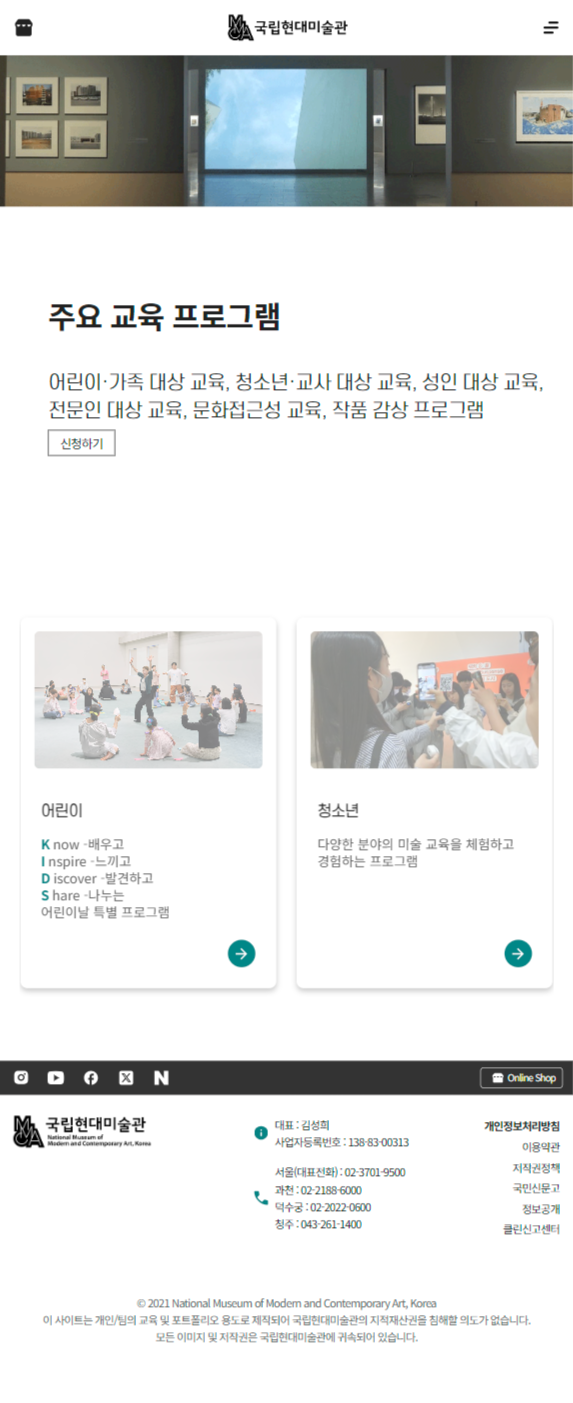 국립현대미술관
주요 교육 프로그램
어린이·가족 대상 교육, 청소년·교사 대상 교육, 성인 대상 교육,
전문인 대상 교육, 문화접근성 교육, 작품 감상 프로그램
신청하기
어린이
K now -배우고
I nspire -느끼고
D iscover -발견하고
S hare -나누는
어린이날 특별 프로그램
청소년
다양한 분야의 미술 교육을 체험하고
경험하는 프로그램
Online Shop
국립현대미술관
National Museum of
Modern and Contemporary Art, Korea
대표 : 김성희
사업자등록번호 : 138-83-00313
서울(대표전화) : 02-3701-9500
과천 : 02-2188-6000
덕수궁 : 02-2022-0600
청주 : 043-261-1400
개인정보처리방침
이용약관
저작권정책
국민신문고
정보공개
클린신고센터
© 2021 National Museum of Modern and Contemporary Art, Korea
이 사이트는 개인/팀의 교육 및 포트폴리오 용도로 제작되어 국립현대미술관의 지적재산권을 침해할 의도가 없습니다.
모든 이미지 및 저작권은 국립현대미술관에 귀속되어 있습니다.